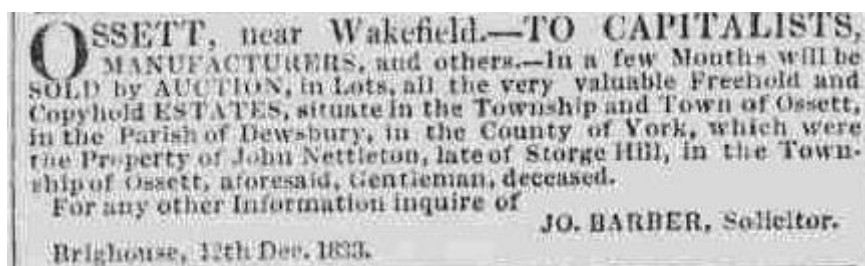 OSSETT, near Wakefield.—TO CAPITALISTS,
MANUFACTURERS, and others.—In a few Months will be
SOLD by AUCTION, in Lots, all the very valuable Freehold and
Copyhold ESTATES, situate in the Township and Town of Ossett,
in the Parish of Dewsbury, in the County of York, which were
the Property of John Nettleton, late of Storge Hill, in the Town-
ship of Ossett, aforesaid, Gentleman, deceased.
For any other Information inquire of
JO. BARBER, Solicitor.
Brighouse, 12th Dec. 1833.